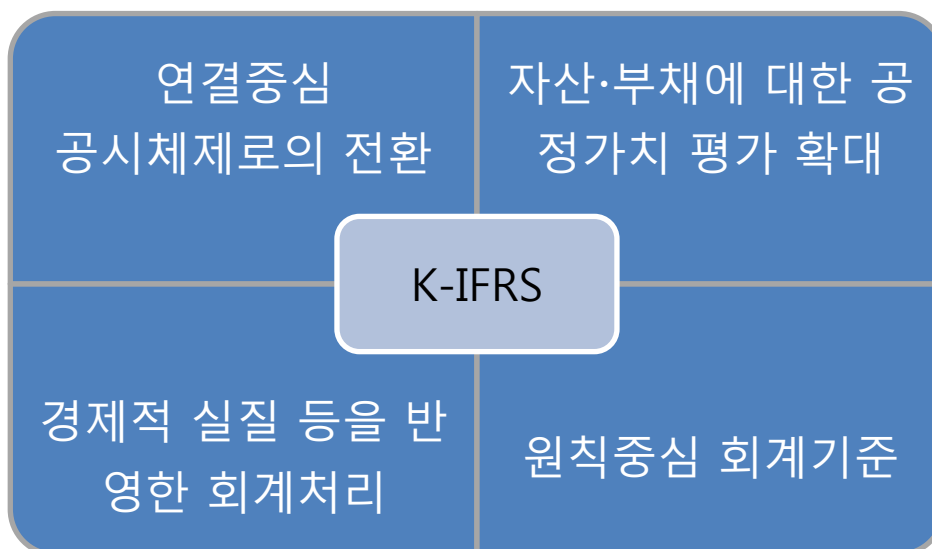 연결중심
공시체제로의 전환
자산·부채에 대한 공
정가치 평가 확대
K-IFRS
경제적 실질 등을 반
영한 회계처리
원칙중심 회계기준